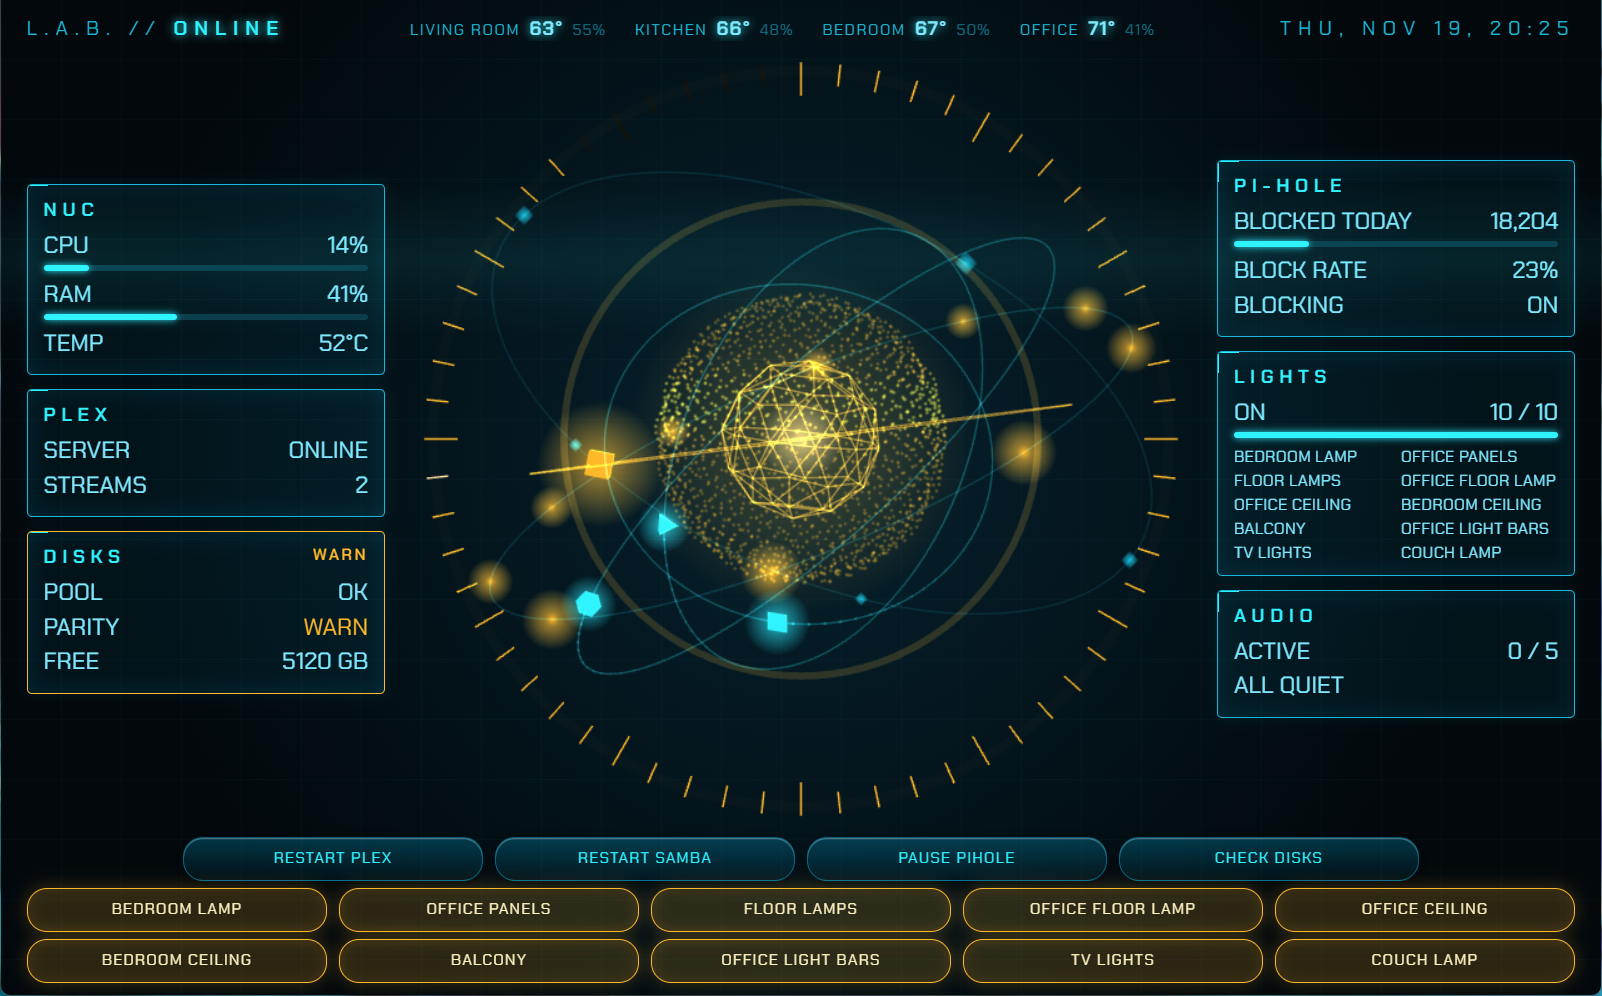 L.A.B. // ONLINE
LIVING ROOM 63° 55% KITCHEN 66° 48% BEDROOM 67° 50% OFFICE 71° 41%
THU, NOV 19, 20:25
NUC
CPU 14%
RAM 41%
TEMP 52°C
PLEX
SERVER ONLINE
STREAMS 2
DISKS WARN
POOL OK
PARITY WARN
FREE 5120 GB
PI-HOLE
BLOCKED TODAY 18,204
BLOCK RATE 23%
BLOCKING ON
LIGHTS
ON 10 / 10
BEDROOM LAMP OFFICE PANELS
FLOOR LAMPS OFFICE FLOOR LAMP
OFFICE CEILING BEDROOM CEILING
BALCONY OFFICE LIGHT BARS
TV LIGHTS COUCH LAMP
AUDIO
ACTIVE 0 / 5
ALL QUIET
RESTART PLEX RESTART SAMBA PAUSE PIHOLE CHECK DISKS
BEDROOM LAMP OFFICE PANELS FLOOR LAMPS OFFICE FLOOR LAMP OFFICE CEILING
BEDROOM CEILING BALCONY OFFICE LIGHT BARS TV LIGHTS COUCH LAMP